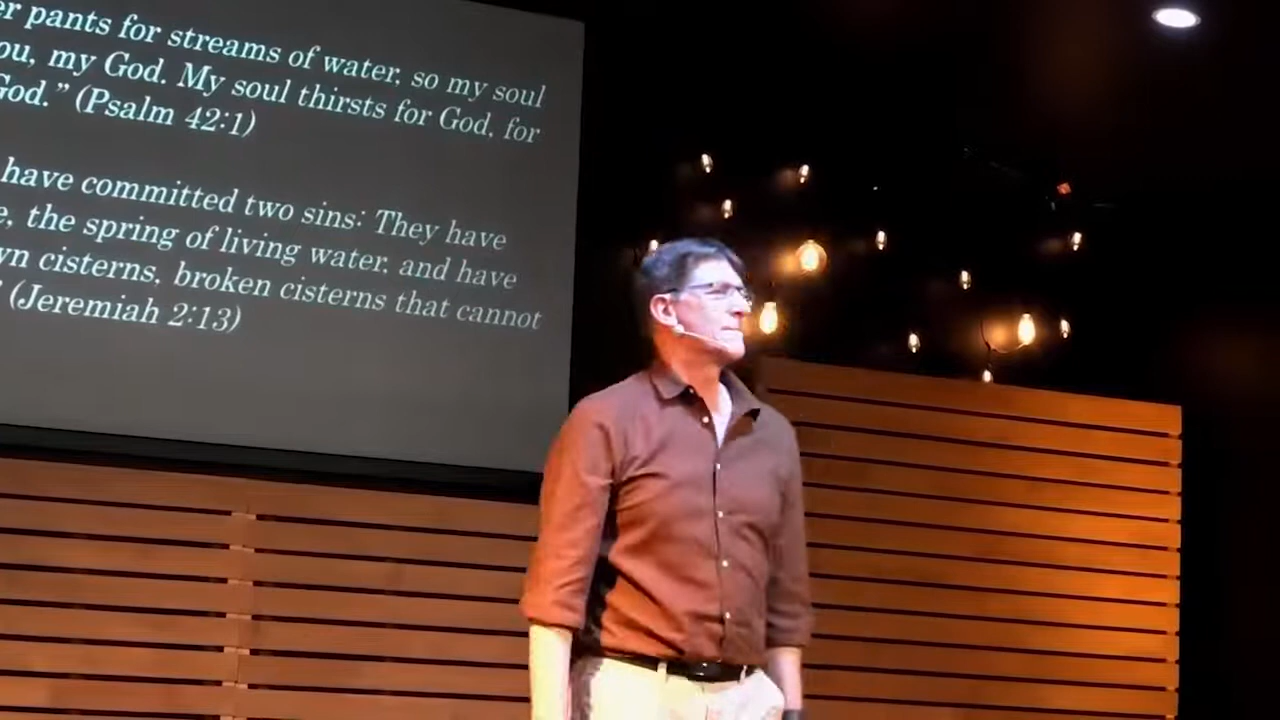 er pants for streams of water, so my soul
ou, my God. My soul thirsts for God, for
God.” (Psalm 42:1)
have committed two sins: They have
e, the spring of living water, and have
wn cisterns, broken cisterns that cannot
” (Jeremiah 2:13)